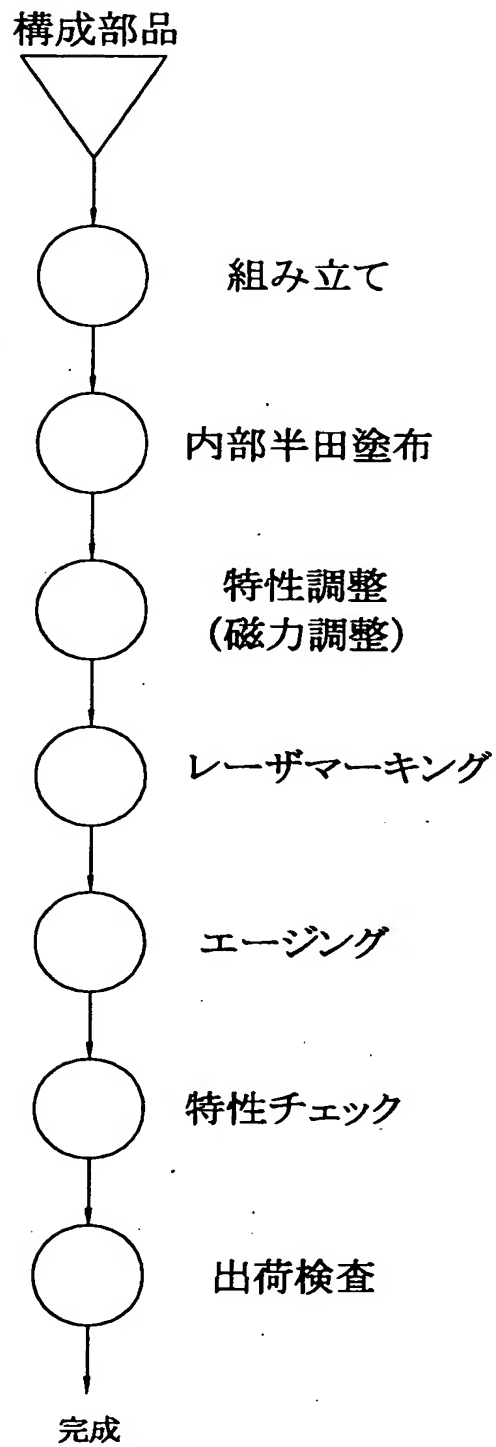 構成部品
組み立て
内部半田塗布
特性調整
(磁力調整)
レーザマーキング
エージング
特性チェック
出荷検査
完成